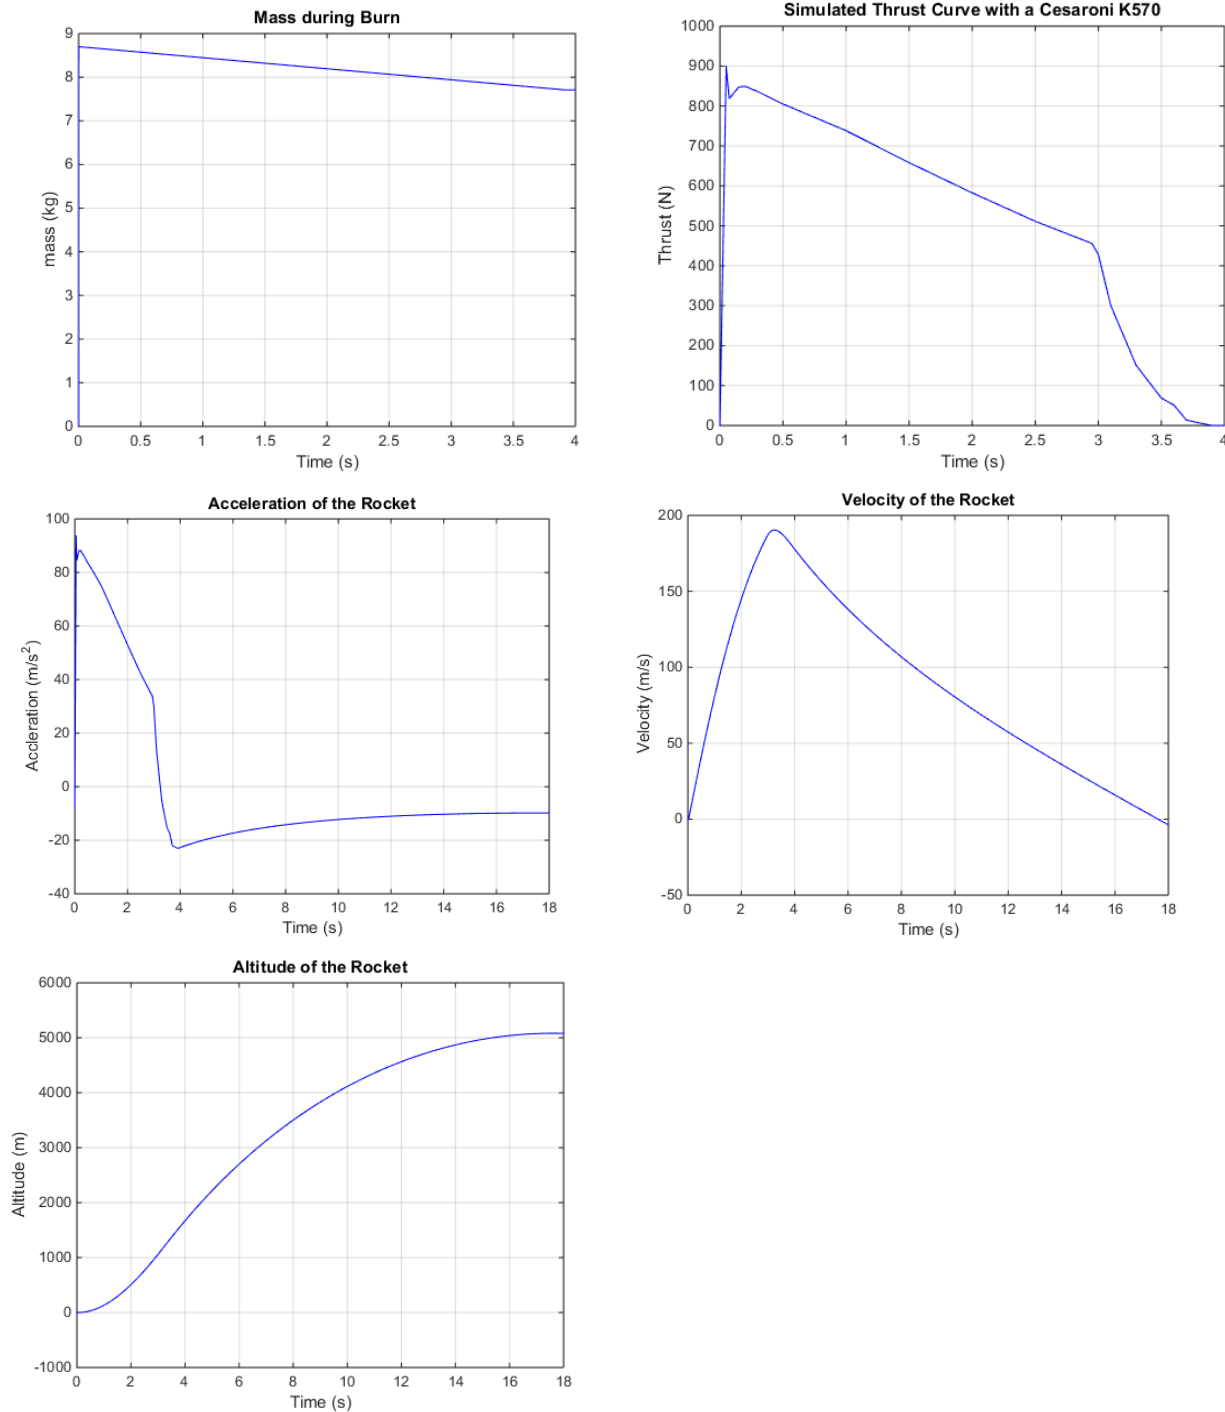 Mass during Burn
9
8
7
6
5
4
3
2
1
0
mass (kg)
0 0.5 1 1.5 2 2.5 3 3.5 4
Time (s)
Simulated Thrust Curve with a Cesaroni K570
1000
900
800
700
600
500
400
300
200
100
0
Thrust (N)
0 0.5 1 1.5 2 2.5 3 3.5 4
Time (s)
Acceleration of the Rocket
100
80
60
40
20
0
-20
-40
Accleration (m/s²)
0 2 4 6 8 10 12 14 16 18
Time (s)
Velocity of the Rocket
200
150
100
50
0
-50
Velocity (m/s)
0 2 4 6 8 10 12 14 16 18
Time (s)
Altitude of the Rocket
6000
5000
4000
3000
2000
1000
0
-1000
Altitude (m)
0 2 4 6 8 10 12 14 16 18
Time (s)